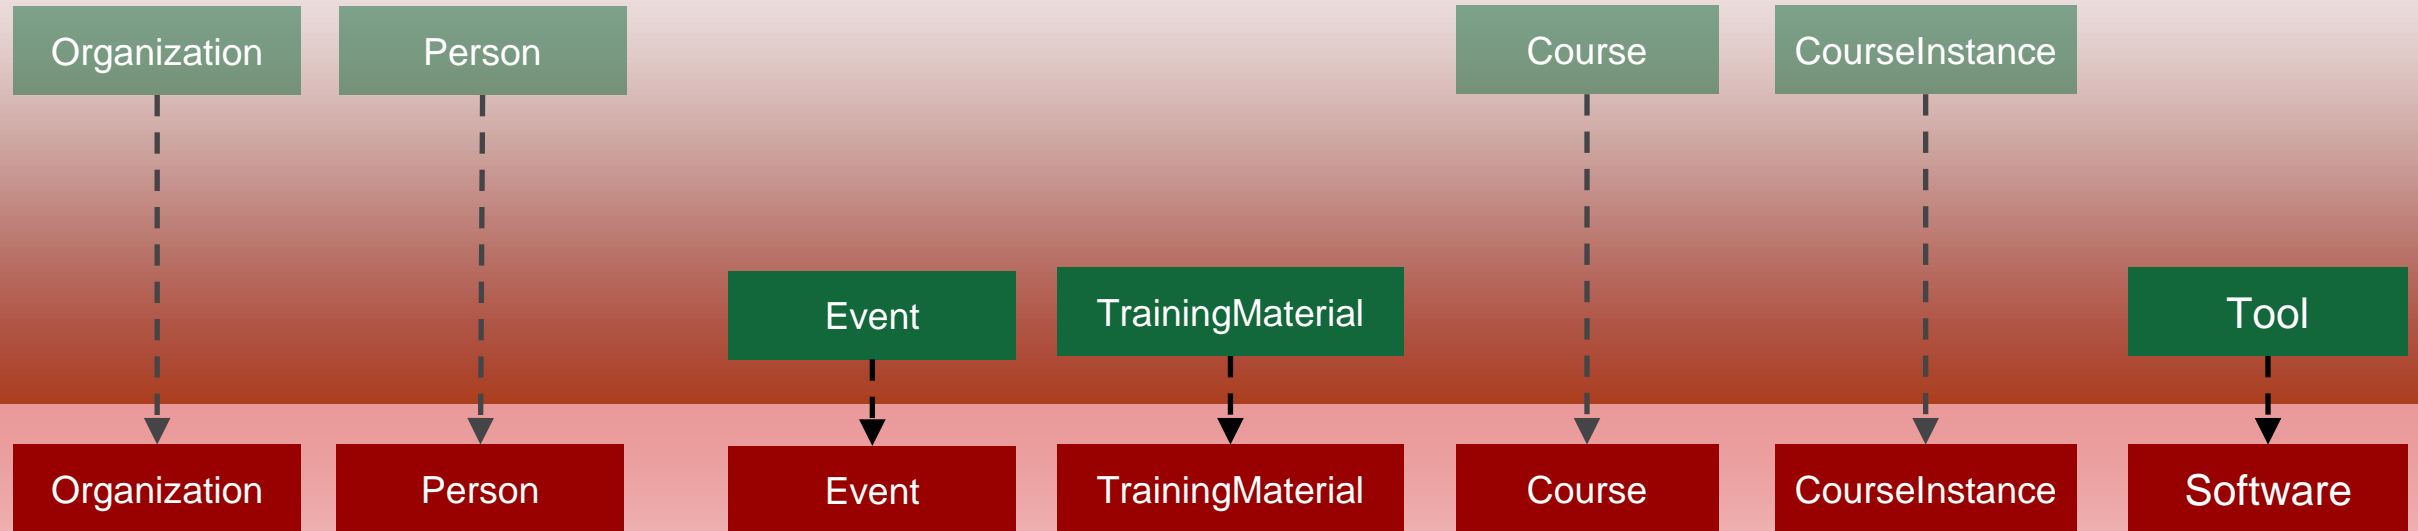 Organization
Person
Course
CourseInstance
Event
TrainingMaterial
Tool
Organization
Person
Event
TrainingMaterial
Course
CourseInstance
Software